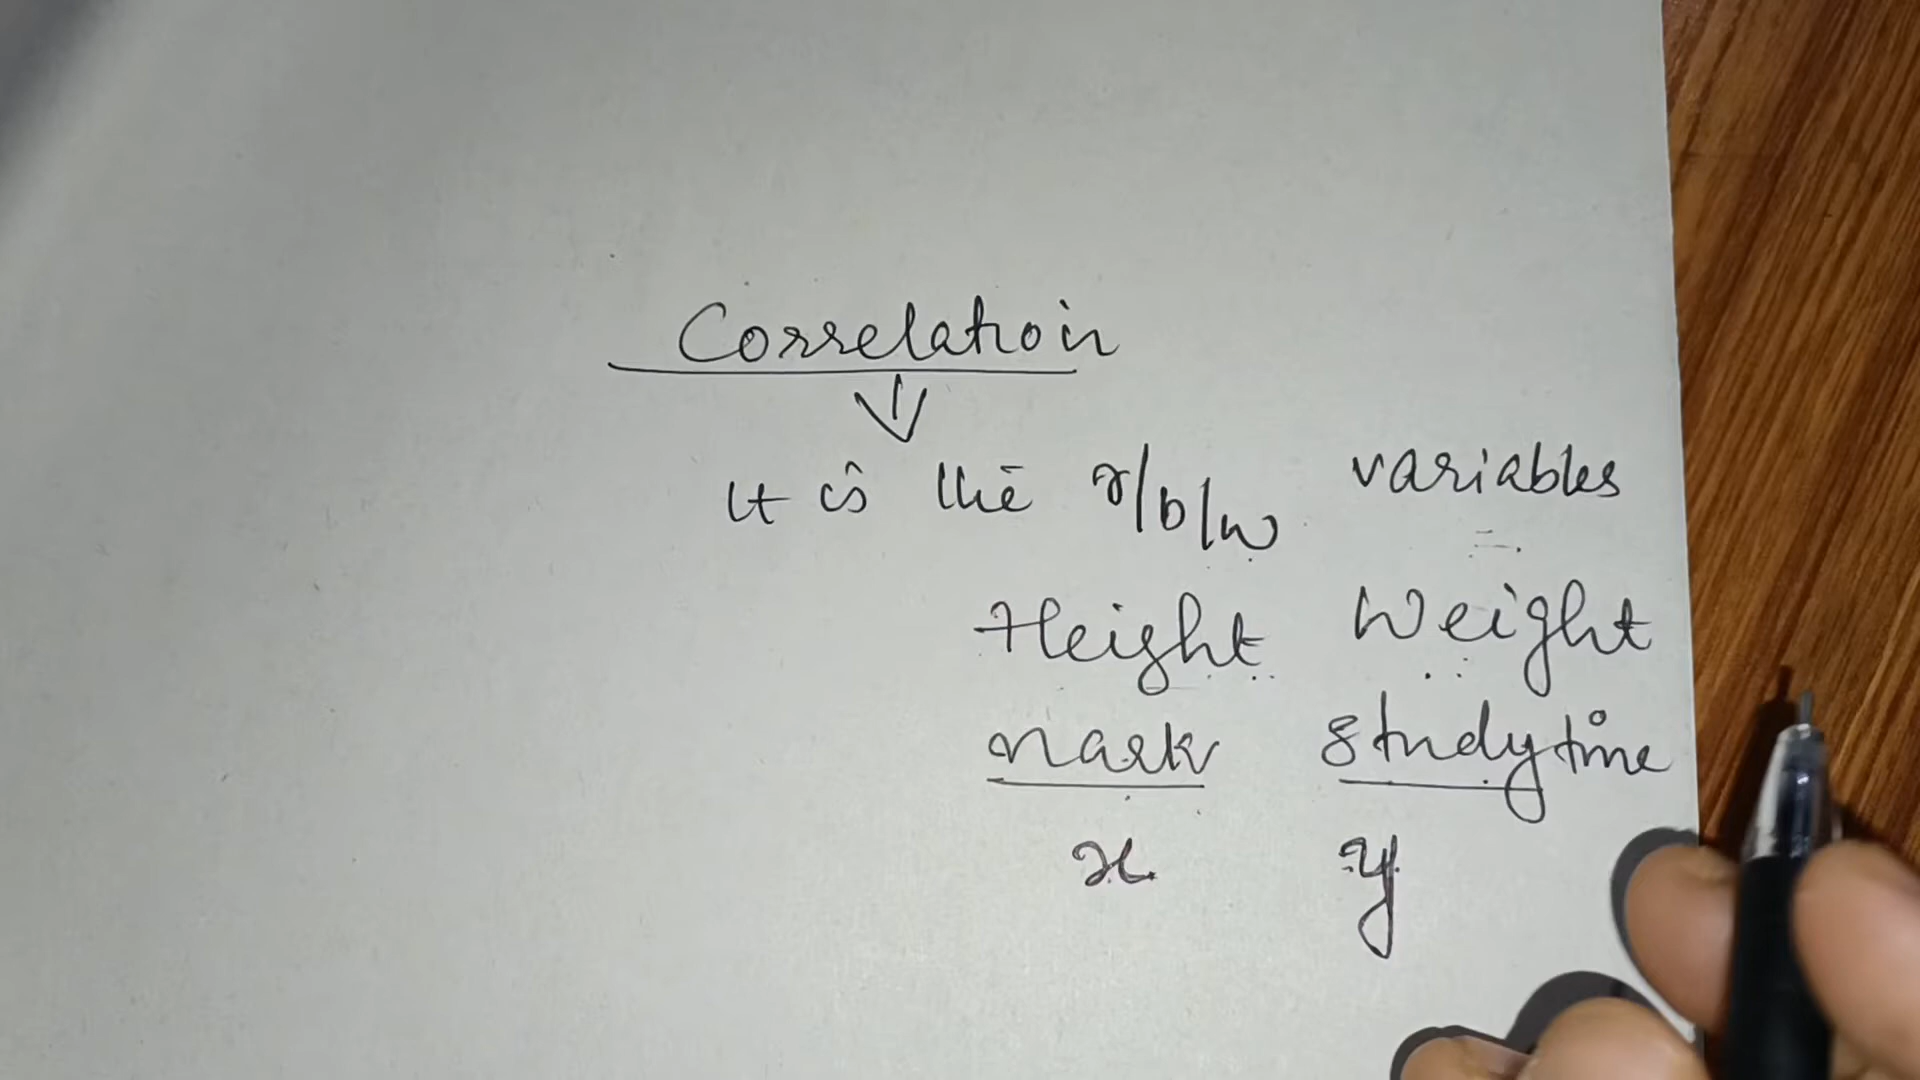 Correlation
It is the r/b/w variables
Height Weight
mark study time
x y